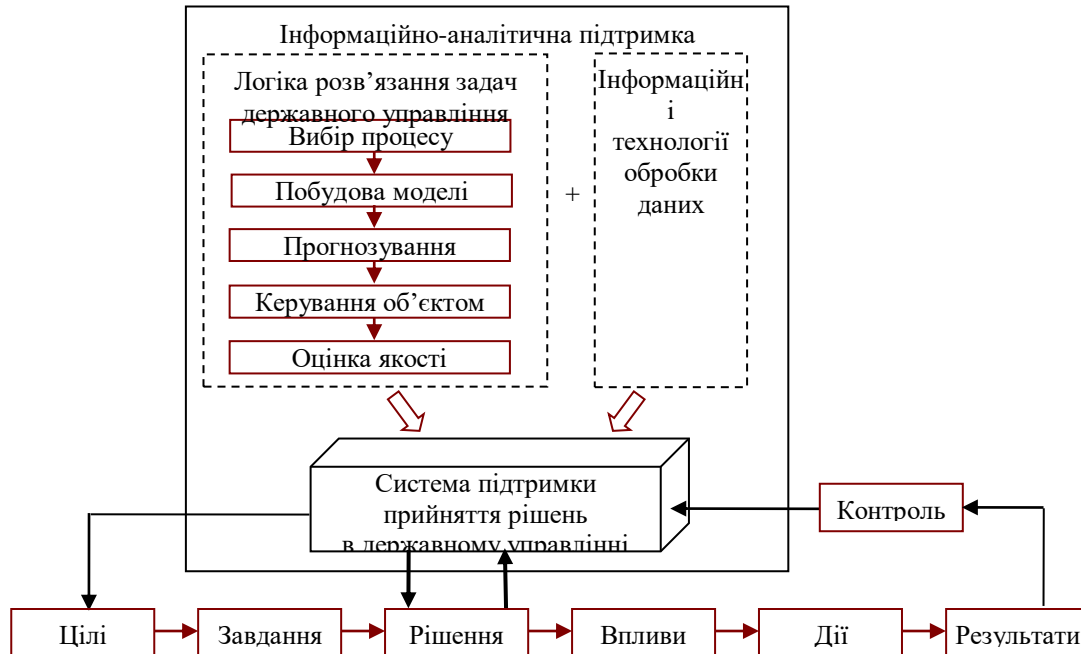 Інформаційно-аналітична підтримка
Логіка розв’язання задач
державного управління
Вибір процесу
Побудова моделі
Прогнозування
Керування об’єктом
Оцінка якості
+
Інформаційн
і
технології
обробки
даних
Система підтримки
прийняття рішень
в державному управлінні
Контроль
Цілі
Завдання
Рішення
Впливи
Дії
Результати